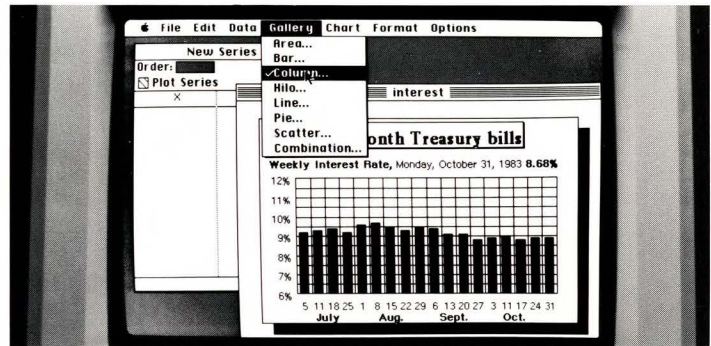 File Edit Data Gallery Chart Format Options
New Series
Order:
Plot Series
Area...
Bar...
✓Column...
Hilo...
Line...
Pie...
Scatter...
Combination...
interest
onth Treasury bills
Weekly Interest Rate, Monday, October 31, 1983 8.68%
12%
11%
10%
9%
8%
7%
6%
5 11 18 25 1 8 15 22 29 6 13 20 27 3 11 17 24 31
July Aug. Sept. Oct.